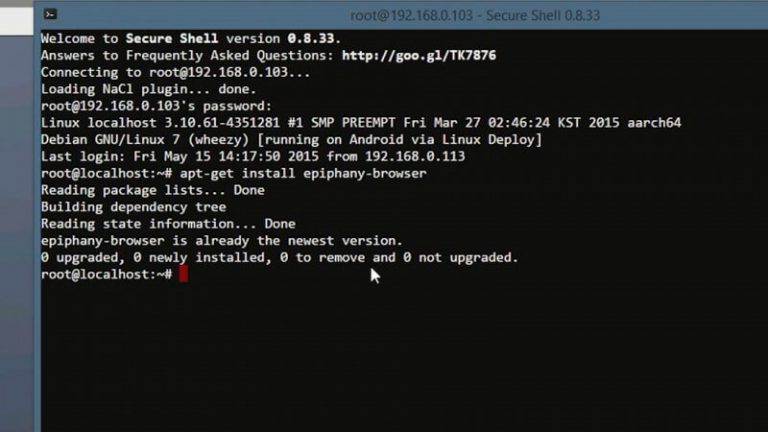 root@192.168.0.103 - Secure Shell 0.8.33
Welcome to Secure Shell version 0.8.33.
Answers to Frequently Asked Questions: http://goo.gl/TK7876
Connecting to root@192.168.0.103...
Loading NaCl plugin... done.
root@192.168.0.103's password:
Linux localhost 3.10.61-4351281 #1 SMP PREEMPT Fri Mar 27 02:46:24 KST 2015 aarch64
Debian GNU/Linux 7 (wheezy) [running on Android via Linux Deploy]
Last login: Fri May 15 14:17:50 2015 from 192.168.0.113
root@localhost:~# apt-get install epiphany-browser
Reading package lists... Done
Building dependency tree
Reading state information... Done
epiphany-browser is already the newest version.
0 upgraded, 0 newly installed, 0 to remove and 0 not upgraded.
root@localhost:~#